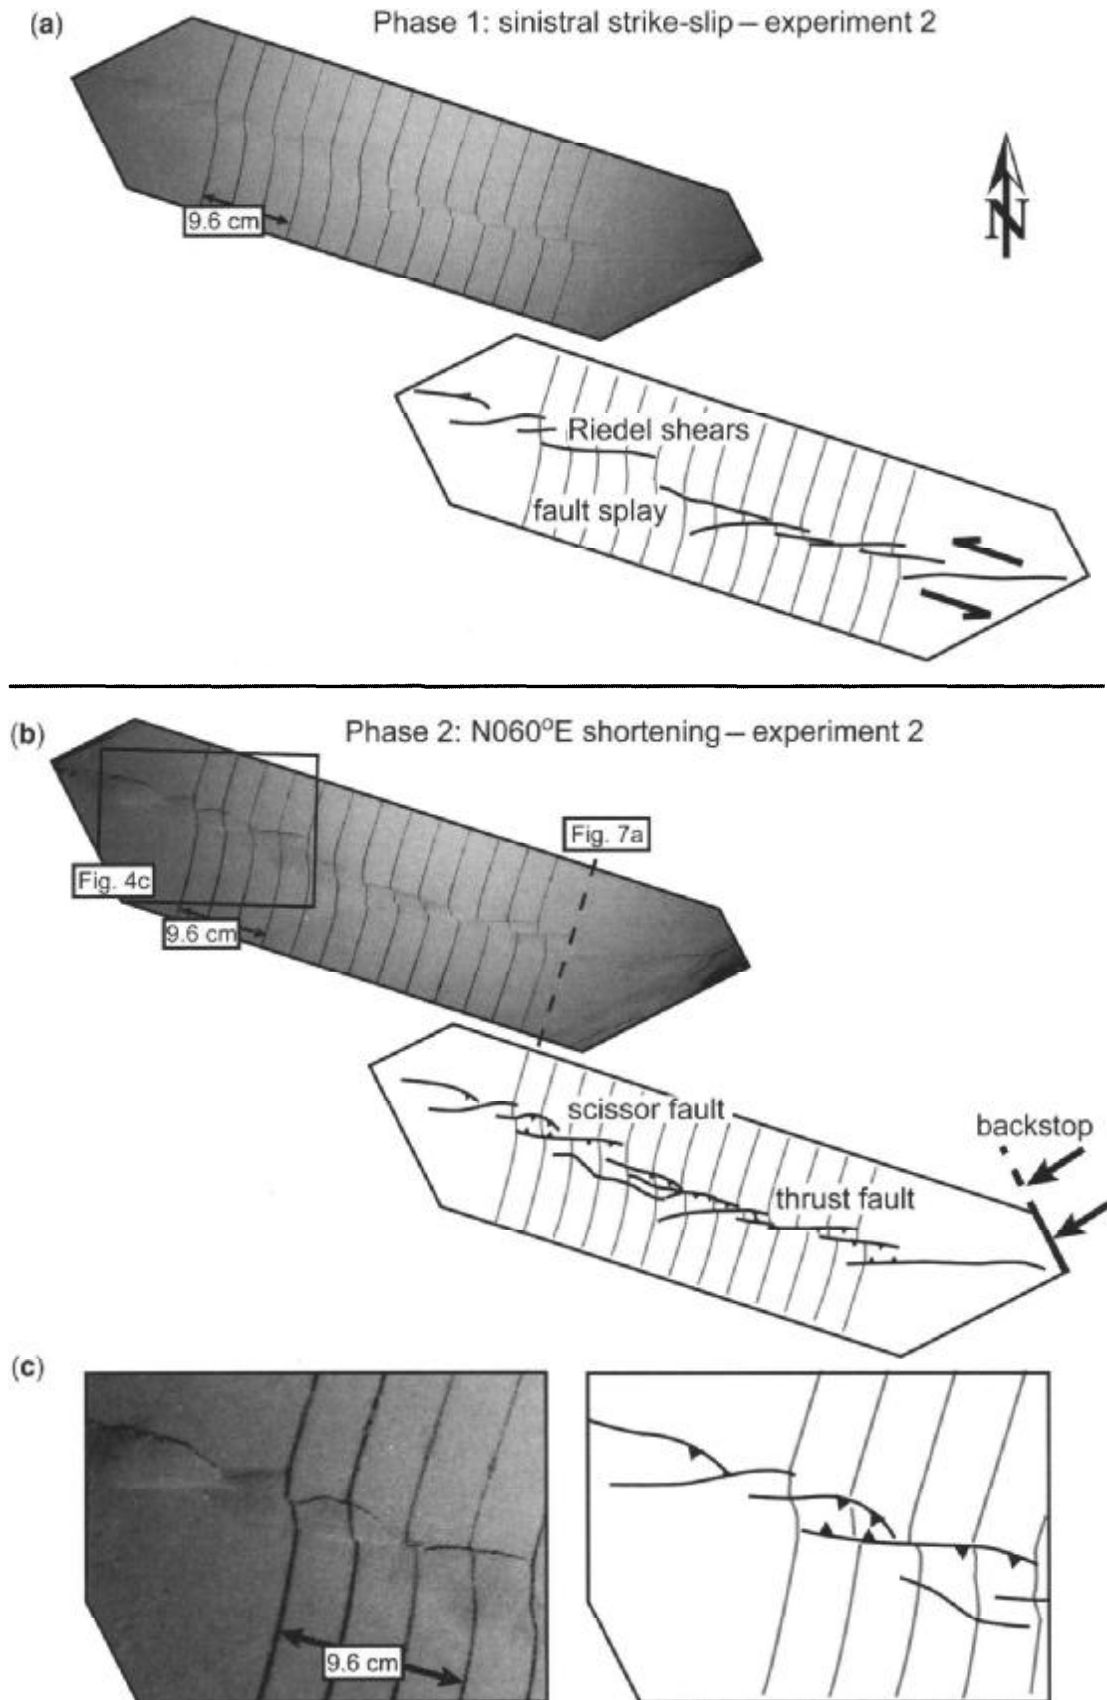 (a)
Phase 1: sinistral strike-slip – experiment 2
9.6 cm
N
Riedel shears
fault splay
(b)
Phase 2: N060°E shortening – experiment 2
Fig. 7a
Fig. 4c
9.6 cm
scissor fault
backstop
thrust fault
(c)
9.6 cm